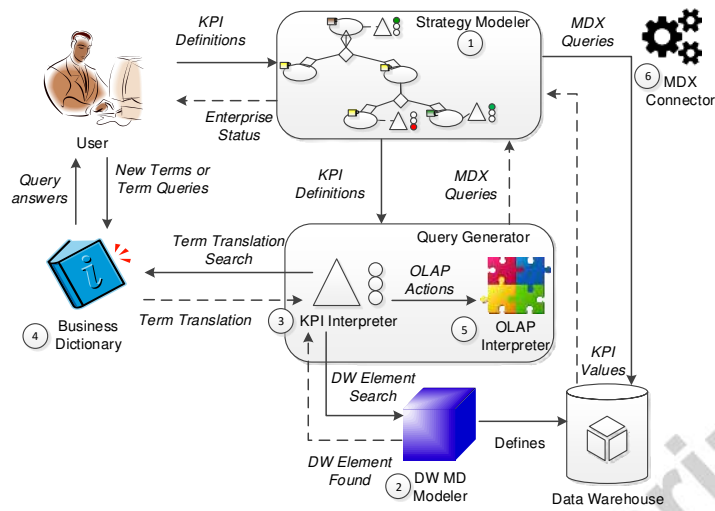 KPI
Definitions
Strategy Modeler
1
MDX
Queries
6
MDX
Connector
Enterprise
Status
User
Query
answers
New Terms or
Term Queries
KPI
Definitions
MDX
Queries
Query Generator
Term Translation
Search
OLAP
Actions
i
Term Translation
3
KPI Interpreter
5
OLAP
Interpreter
4
Business
Dictionary
KPI
Values
DW Element
Search
Defines
DW Element
Found
2
DW MD
Modeler
Data Warehouse